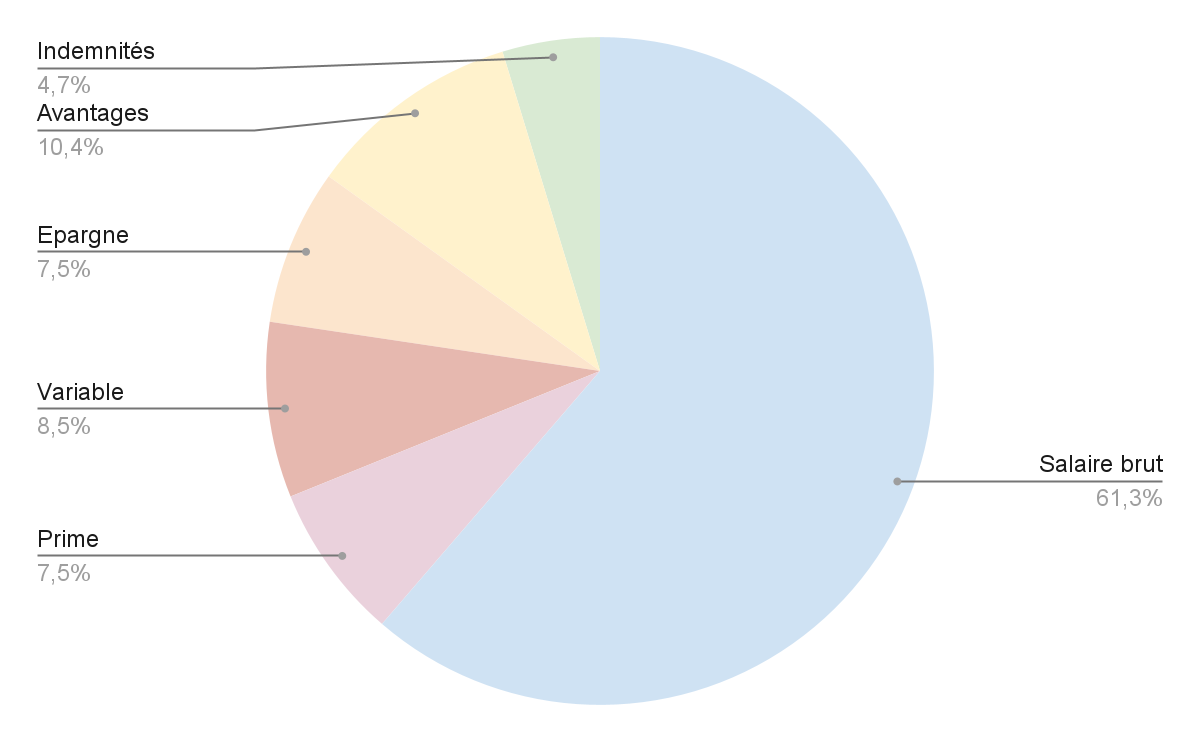 Indemnités
4,7%
Avantages
10,4%
Epargne
7,5%
Variable
8,5%
Prime
7,5%
Salaire brut
61,3%